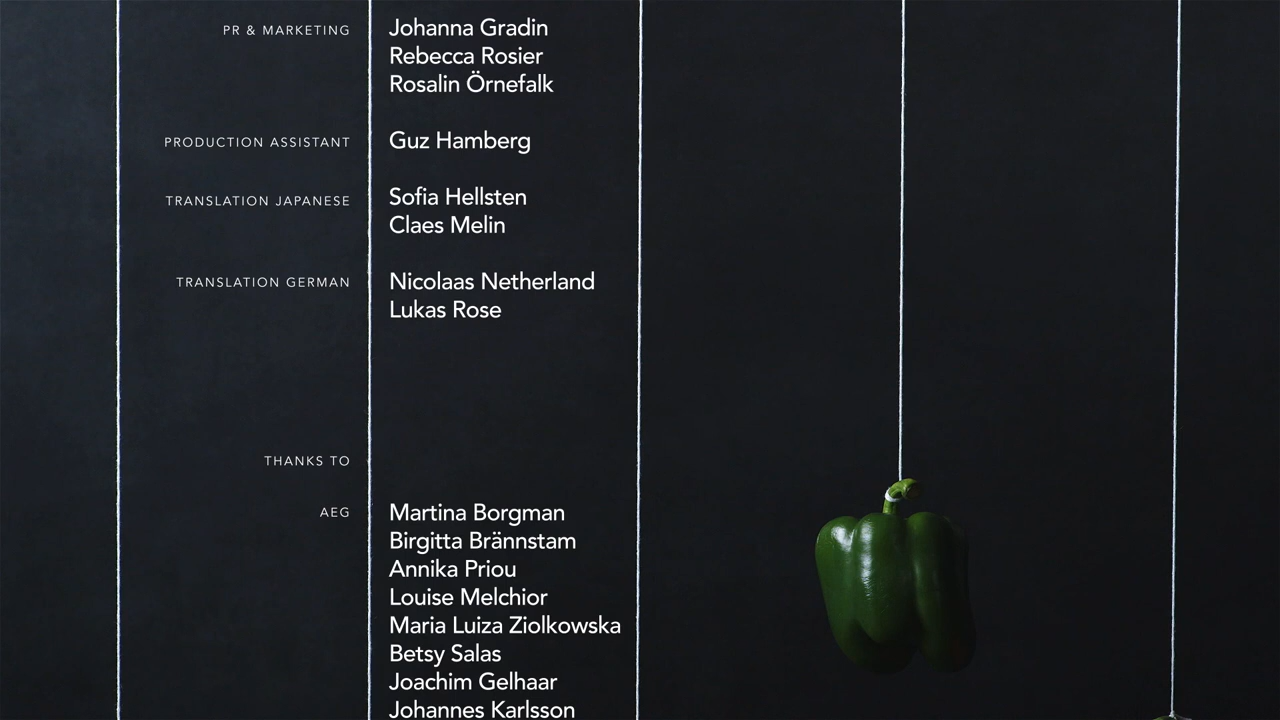 PR & MARKETING Johanna Gradin
Rebecca Rosier
Rosalin Örnefalk
PRODUCTION ASSISTANT Guz Hamberg
TRANSLATION JAPANESE Sofia Hellsten
Claes Melin
TRANSLATION GERMAN Nicolaas Netherland
Lukas Rose
THANKS TO
AEG Martina Borgman
Birgitta Brännstam
Annika Priou
Louise Melchior
Maria Luiza Ziolkowska
Betsy Salas
Joachim Gelhaar
Johannes Karlsson